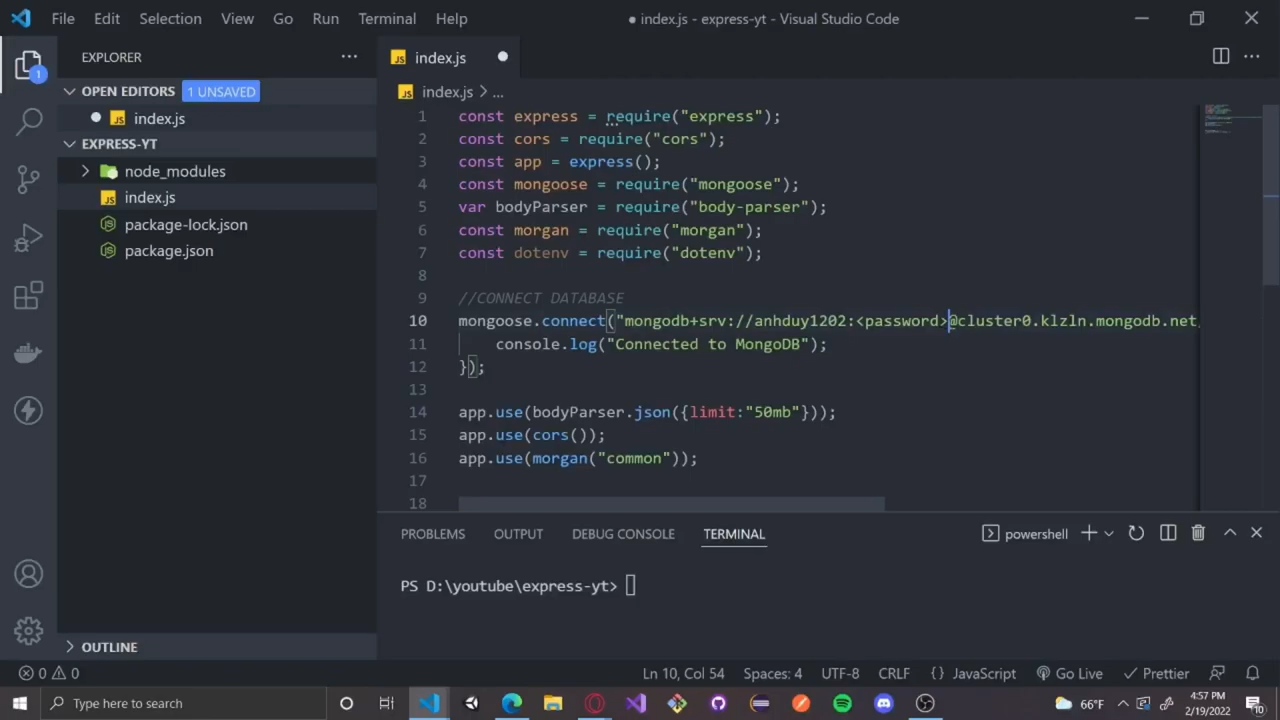 File Edit Selection View Go Run Terminal Help
● index.js - express-yt - Visual Studio Code
EXPLORER
1
OPEN EDITORS 1 UNSAVED
JS index.js
EXPRESS-YT
node_modules
JS index.js
package-lock.json
package.json
OUTLINE
JS index.js
JS index.js > ...
1 const express = require("express");
2 const cors = require("cors");
3 const app = express();
4 const mongoose = require("mongoose");
5 var bodyParser = require("body-parser");
6 const morgan = require("morgan");
7 const dotenv = require("dotenv");
8
9 //CONNECT DATABASE
10 mongoose.connect("mongodb+srv://anhduy1202:<password>@cluster0.klzln.mongodb.net
11 console.log("Connected to MongoDB");
12 });
13
14 app.use(bodyParser.json({limit:"50mb"}));
15 app.use(cors());
16 app.use(morgan("common"));
17
18
PROBLEMS OUTPUT DEBUG CONSOLE TERMINAL powershell
PS D:\youtube\express-yt>
0 0 Ln 10, Col 54 Spaces: 4 UTF-8 CRLF {} JavaScript Go Live Prettier
Type here to search 66°F 4:57 PM
2/19/2022
10